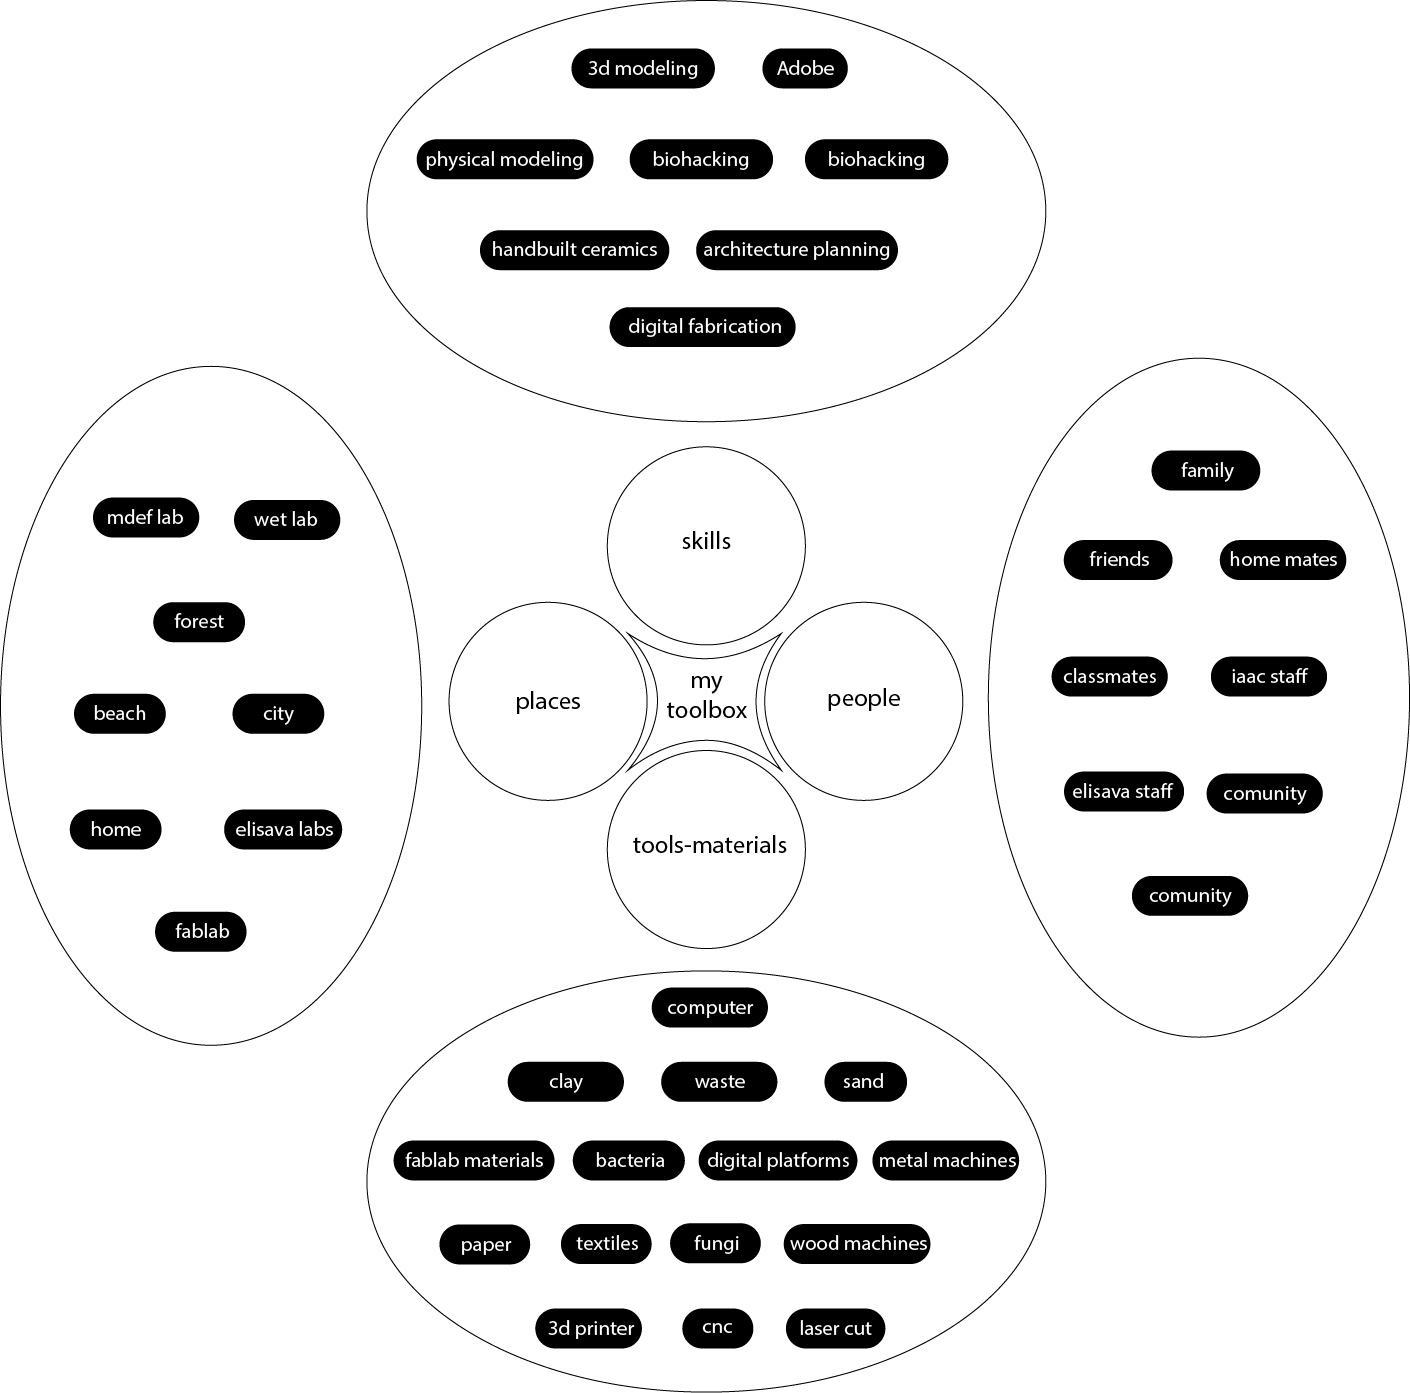 3d modeling
Adobe
physical modeling
biohacking
biohacking
handbuilt ceramics
architecture planning
digital fabrication
mdef lab
wet lab
forest
beach
city
home
elisava labs
fablab
skills
places
my
toolbox
people
tools-materials
family
friends
home mates
classmates
iaac staff
elisava staff
comunity
comunity
computer
clay
waste
sand
fablab materials
bacteria
digital platforms
metal machines
paper
textiles
fungi
wood machines
3d printer
cnc
laser cut